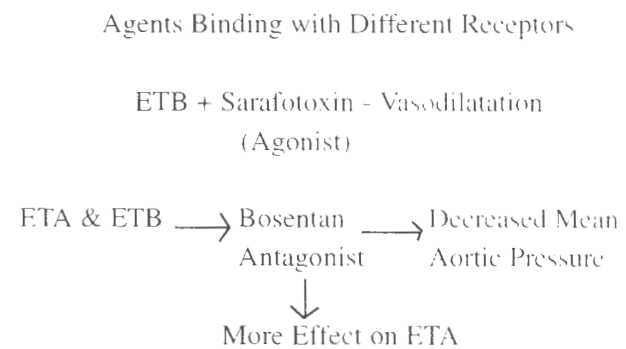 Agents Binding with Different Receptors
ETB + Sarafotoxin - Vasodilatation
(Agonist)
ETA & ETB → Bosentan → Decreased Mean
Antagonist Aortic Pressure
↓
More Effect on ETA